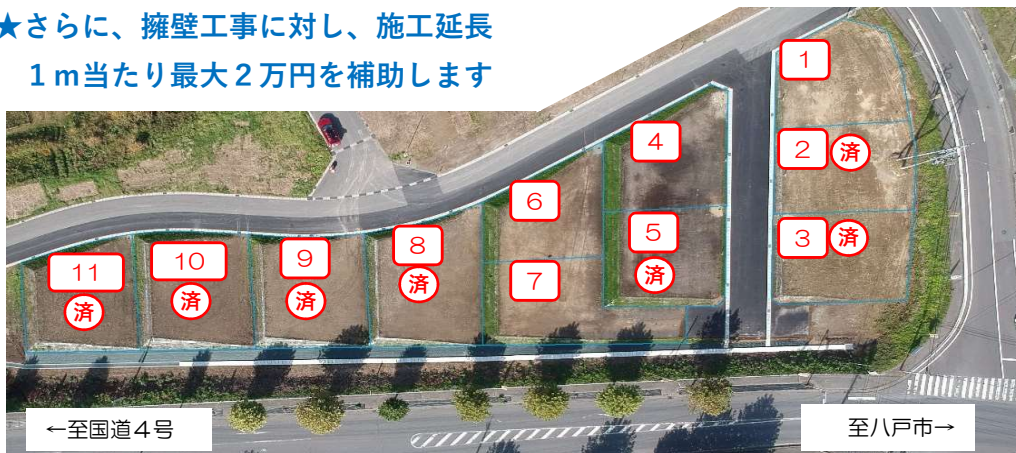 ★さらに、擁壁工事に対し、施工延長
１ｍ当たり最大２万円を補助します
1
2 済
3 済
4
5
済
6
7
8
済
9
済
10
済
11
済
←至国道４号
至八戸市→